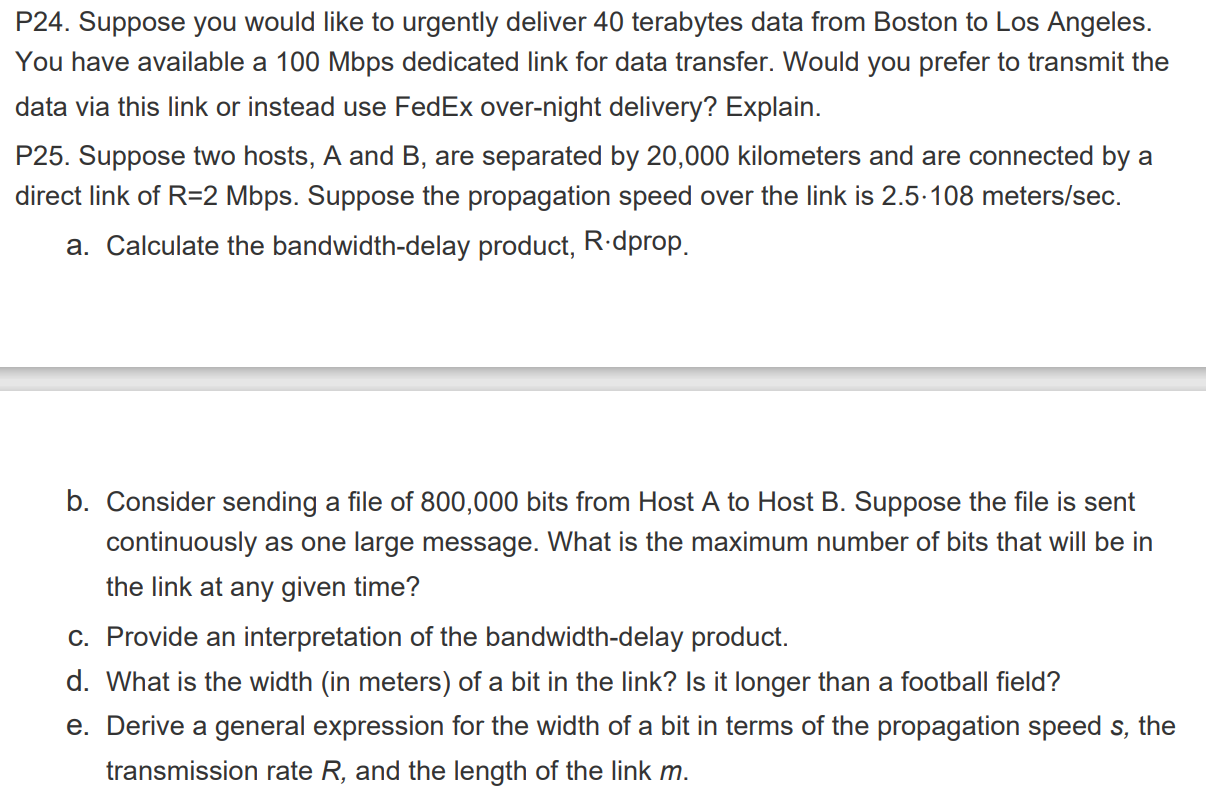 P24. Suppose you would like to urgently deliver 40 terabytes data from Boston to Los Angeles.
You have available a 100 Mbps dedicated link for data transfer. Would you prefer to transmit the
data via this link or instead use FedEx over-night delivery? Explain.
P25. Suppose two hosts, A and B, are separated by 20,000 kilometers and are connected by a
direct link of R=2 Mbps. Suppose the propagation speed over the link is 2.5·108 meters/sec.
a. Calculate the bandwidth-delay product, R·dprop.
b. Consider sending a file of 800,000 bits from Host A to Host B. Suppose the file is sent
continuously as one large message. What is the maximum number of bits that will be in
the link at any given time?
c. Provide an interpretation of the bandwidth-delay product.
d. What is the width (in meters) of a bit in the link? Is it longer than a football field?
e. Derive a general expression for the width of a bit in terms of the propagation speed s, the
transmission rate R, and the length of the link m.